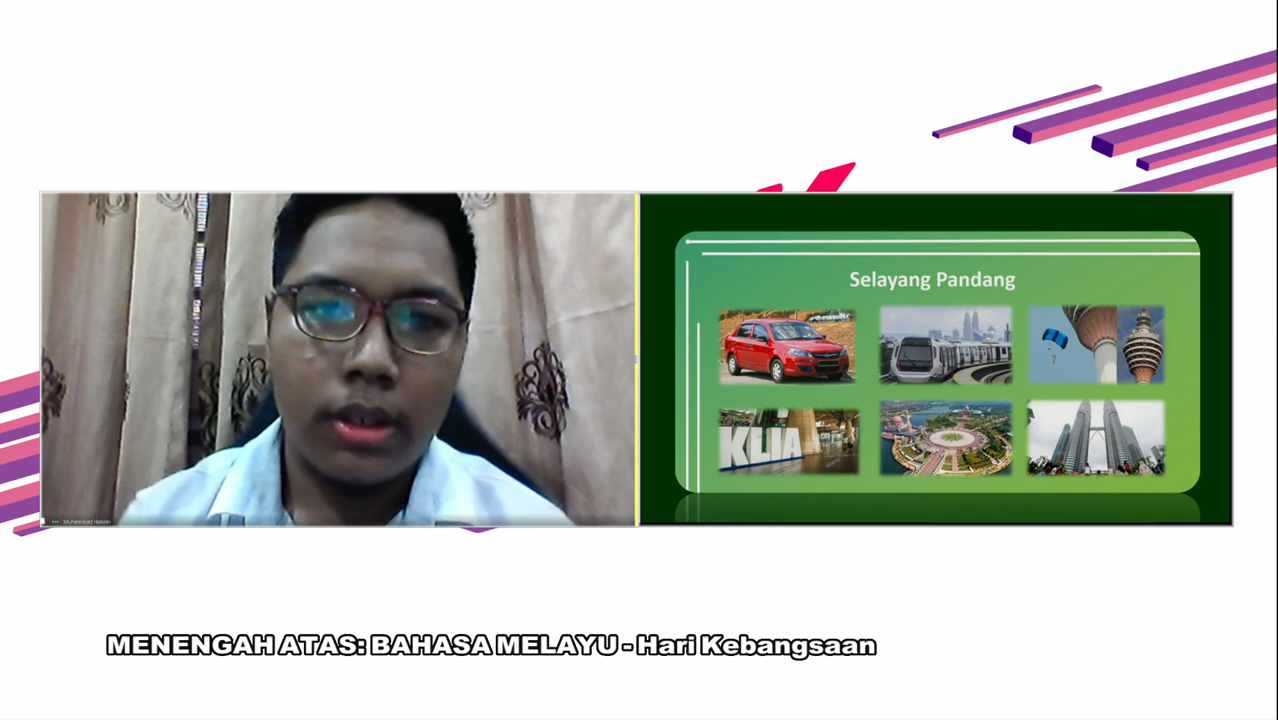 Selayang Pandang
KLIA
MENENGAH ATAS: BAHASA MELAYU - Hari Kebangsaan